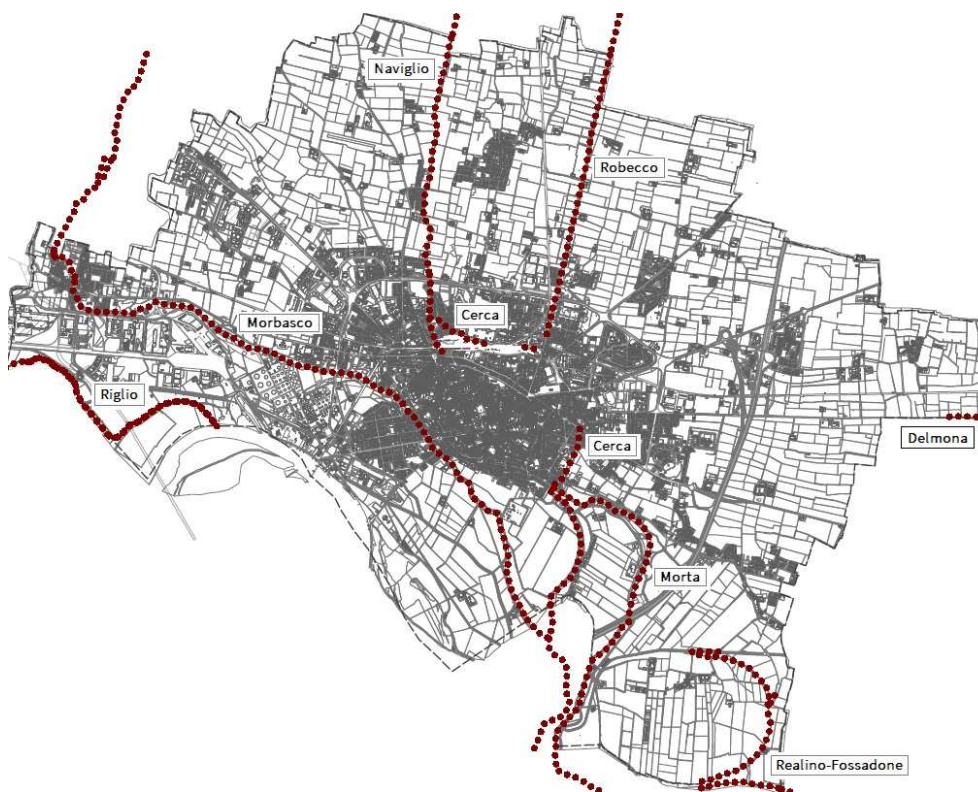 Naviglio
Robecco
Cerca
Morbasco
Riglio
Delmona
Cerca
Morta
Realino-Fossadone